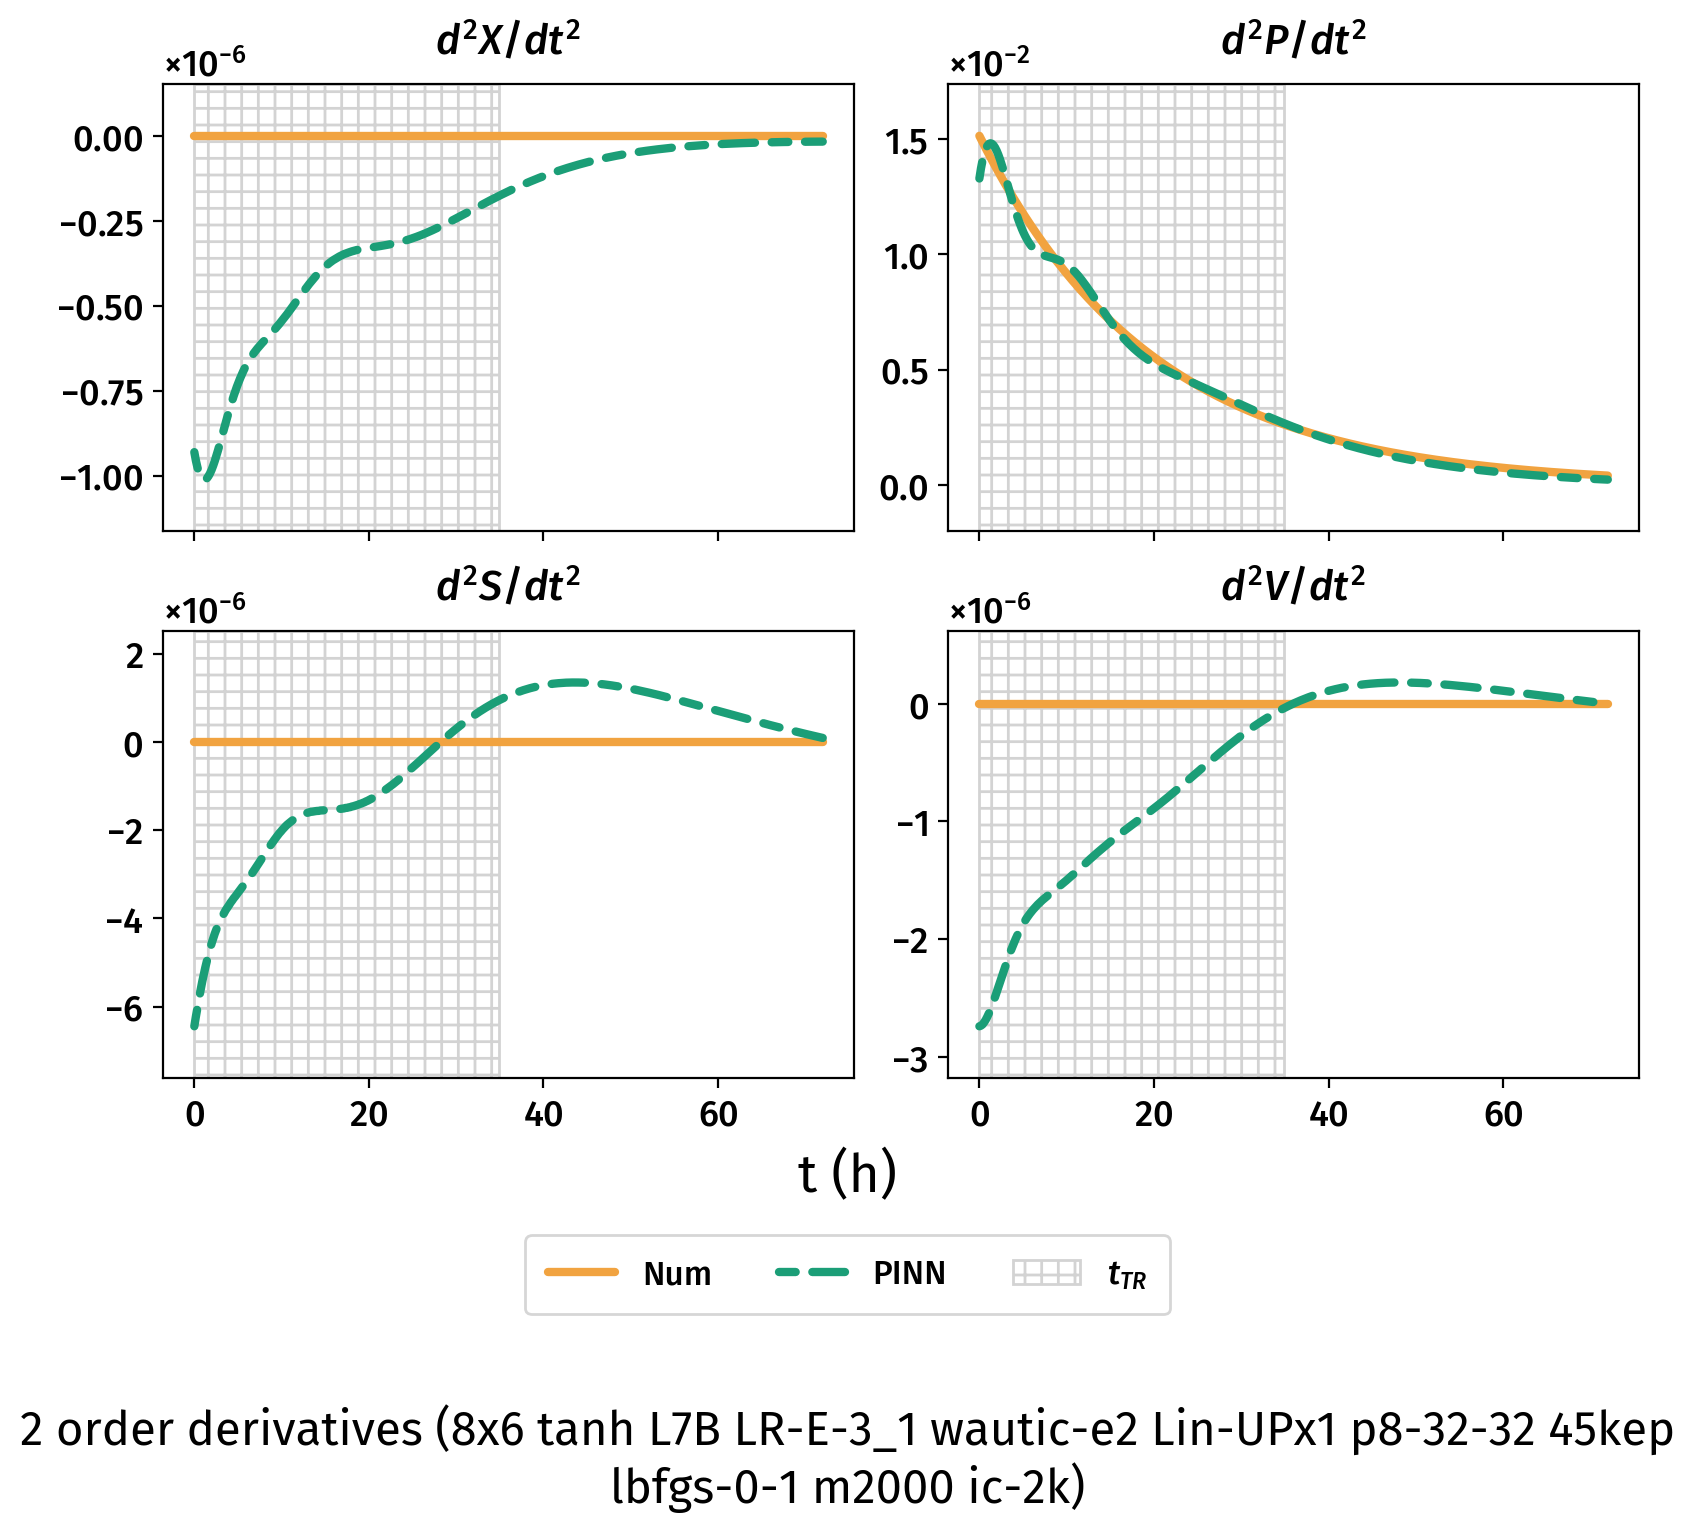 d²X/dt²
×10⁻⁶
0.00
−0.25
−0.50
−0.75
−1.00
d²P/dt²
×10⁻²
1.5
1.0
0.5
0.0
d²S/dt²
×10⁻⁶
2
0
−2
−4
−6
0 20 40 60
d²V/dt²
×10⁻⁶
0
−1
−2
−3
0 20 40 60
t (h)
Num PINN t_TR
2 order derivatives (8x6 tanh L7B LR-E-3_1 wautic-e2 Lin-UPx1 p8-32-32 45kep
lbfgs-0-1 m2000 ic-2k)